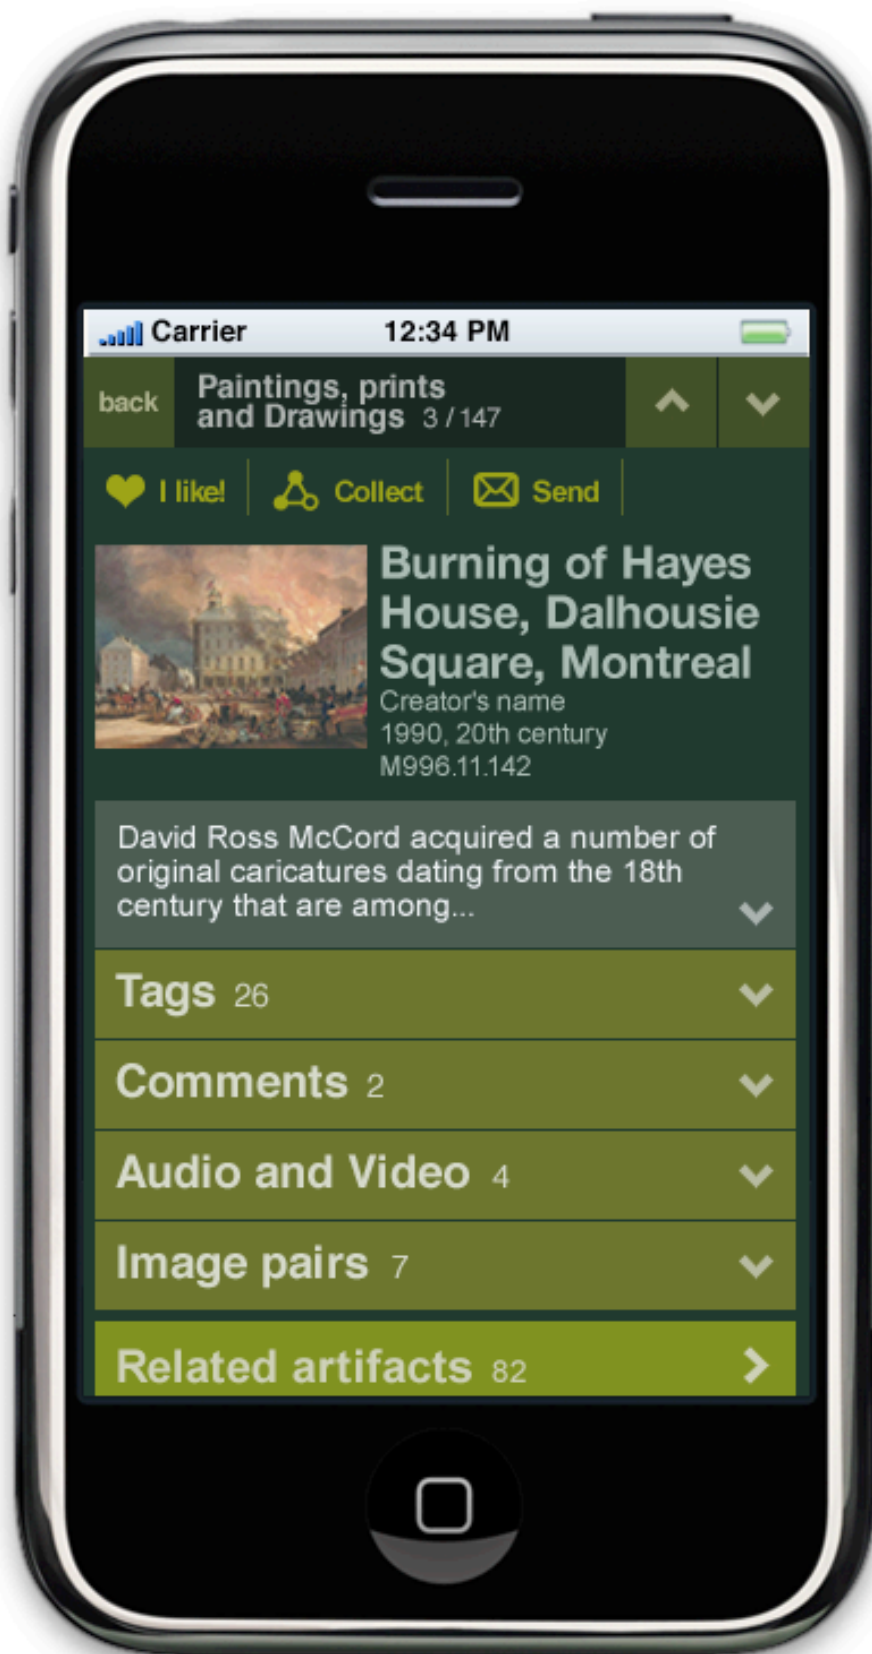 Carrier 12:34 PM
back
Paintings, prints
and Drawings 3 / 147
I like! Collect Send
Burning of Hayes
House, Dalhousie
Square, Montreal
Creator's name
1990, 20th century
M996.11.142
David Ross McCord acquired a number of
original caricatures dating from the 18th
century that are among...
Tags 26
Comments 2
Audio and Video 4
Image pairs 7
Related artifacts 82